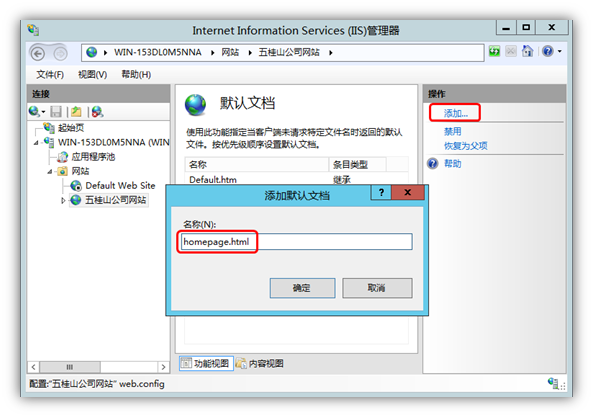 Internet Information Services (IIS)管理器
WIN-153DL0M5NNA 网站 五桂山公司网站
文件(F) 视图(V) 帮助(H)
连接
起始页
WIN-153DL0M5NNA (WIN
应用程序池
网站
Default Web Site
五桂山公司网站
默认文档
使用此功能指定当客户端未请求特定文件名时返回的默认
文件。按优先级顺序设置默认文档。
名称 条目类型
Default.htm 继承
操作
添加...
禁用
恢复为父项
帮助
添加默认文档
名称(N):
homepage.html
确定 取消
功能视图 内容视图
配置:“五桂山公司网站” web.config